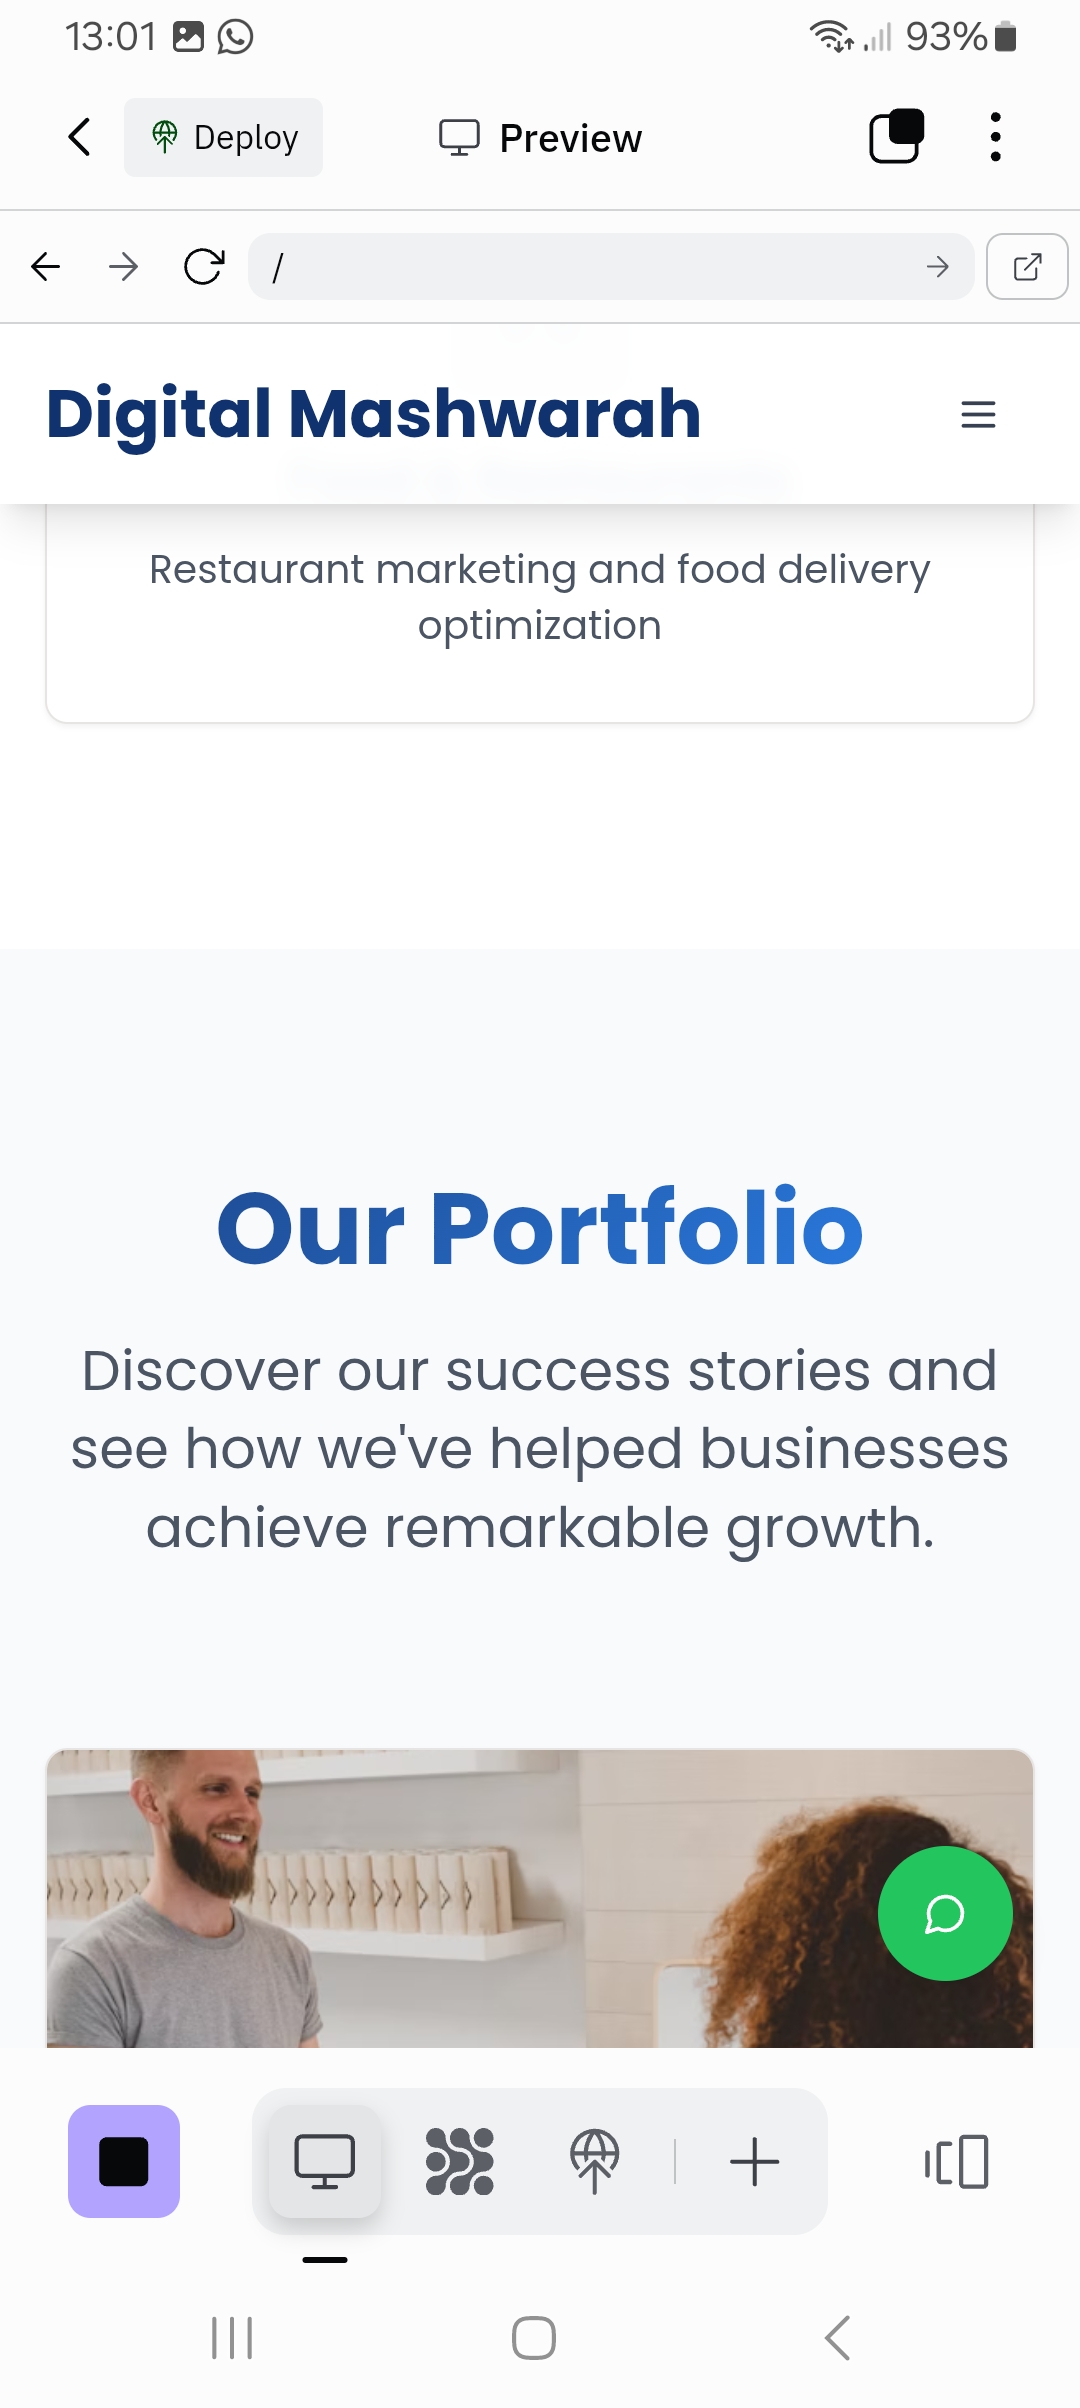 13:01
93%
Deploy
Preview
/
Digital Mashwarah
Restaurant marketing and food delivery
optimization
Our Portfolio
Discover our success stories and
see how we've helped businesses
achieve remarkable growth.